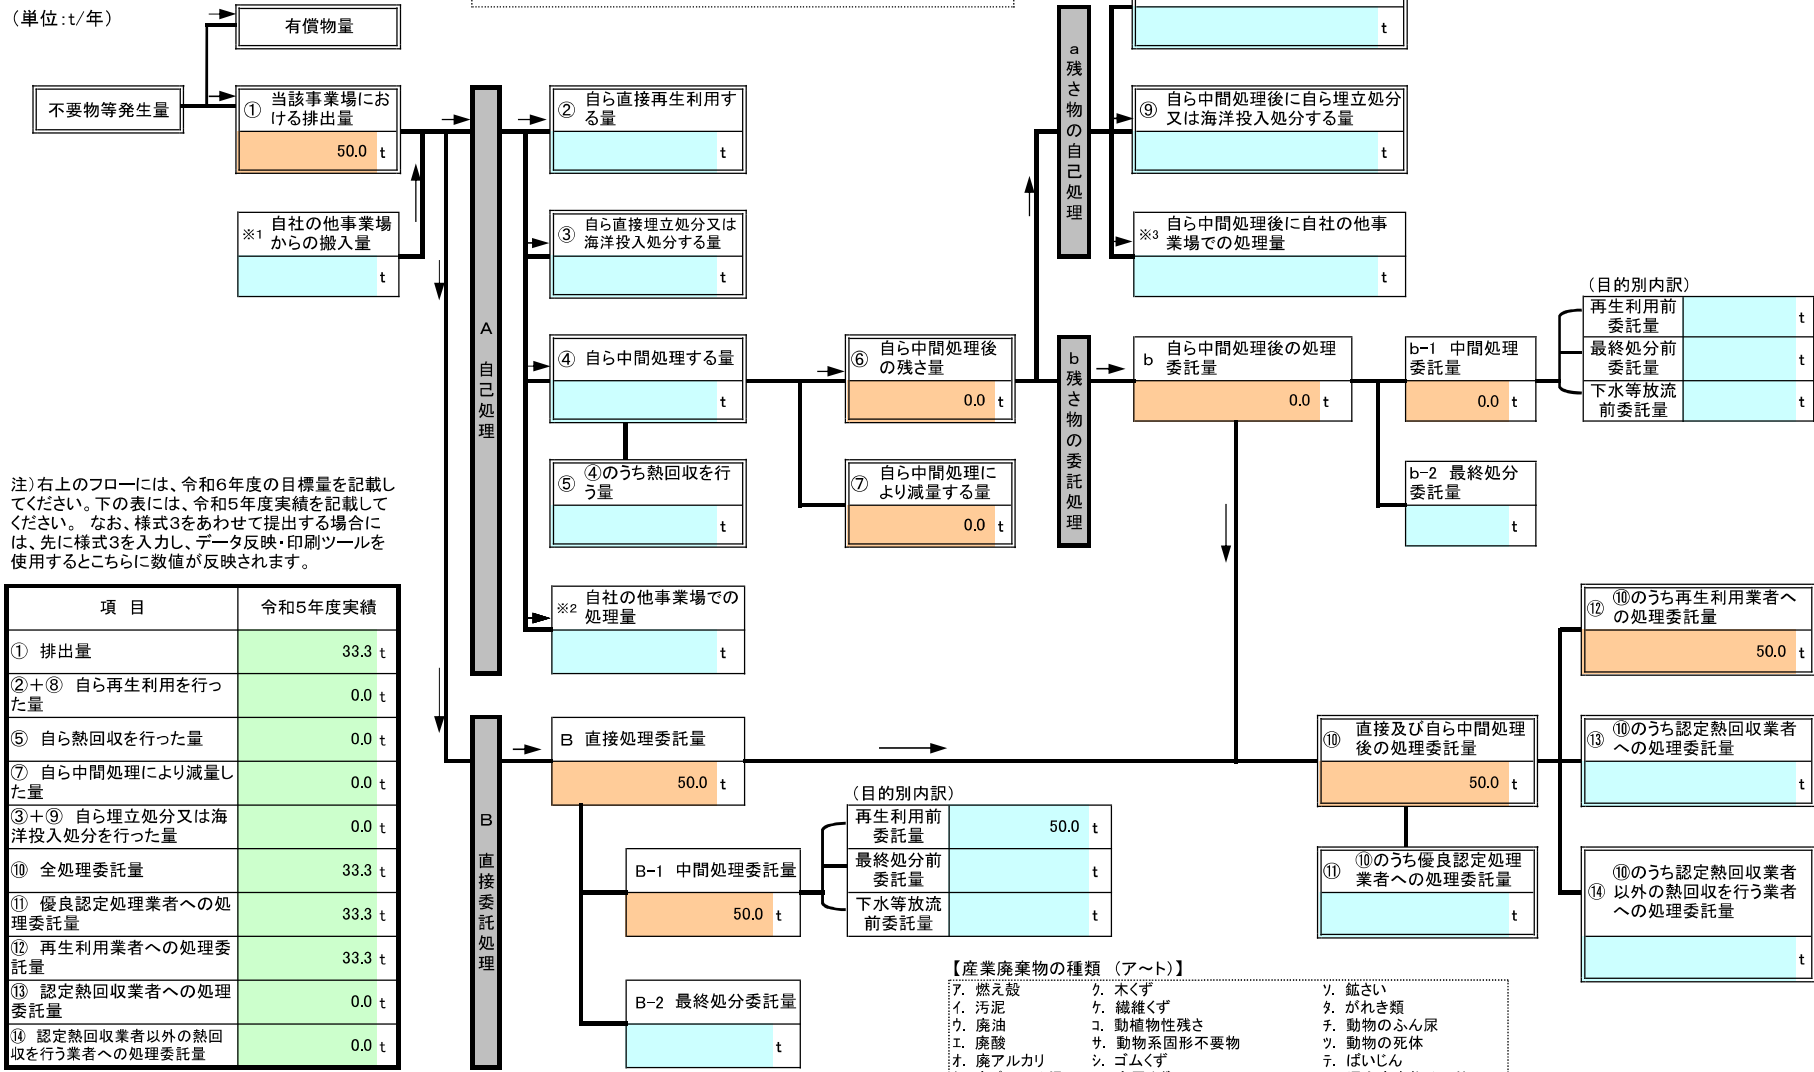 （単位：t/年）
有償物量
不要物等発生量
① 当該事業場にお
ける排出量
50.0 t
※1 自社の他事業場
からの搬入量
t
A 自己処理
② 自ら直接再生利用す
る量
t
③ 自ら直接埋立処分又は
海洋投入処分する量
t
④ 自ら中間処理する量
t
⑤ ④のうち熱回収を行
う量
t
※2 自社の他事業場での
処理量
t
⑥ 自ら中間処理後
の残さ量
0.0 t
⑦ 自ら中間処理に
より減量する量
0.0 t
a 残さ物の自己処理
t
⑨ 自ら中間処理後に自ら埋立処分
又は海洋投入処分する量
t
※3 自ら中間処理後に自社の他事
業場での処理量
t
b 残さ物の委託処理
b 自ら中間処理後の処理
委託量
0.0 t
b-1 中間処理
委託量
0.0 t
b-2 最終処分
委託量
t
（目的別内訳）
再生利用前
委託量
t
最終処分前
委託量
t
下水等放流
前委託量
t
注）右上のフローには、令和6年度の目標量を記載し
てください。下の表には、令和5年度実績を記載して
ください。 なお、様式3をあわせて提出する場合に
は、先に様式3を入力し、データ反映・印刷ツールを
使用するとこちらに数値が反映されます。
項 目 令和5年度実績
① 排出量 33.3 t
②＋⑧ 自ら再生利用を行っ
た量 0.0 t
⑤ 自ら熱回収を行った量 0.0 t
⑦ 自ら中間処理により減量し
た量 0.0 t
③＋⑨ 自ら埋立処分又は海
洋投入処分を行った量 0.0 t
⑩ 全処理委託量 33.3 t
⑪ 優良認定処理業者への処
理委託量 33.3 t
⑫ 再生利用業者への処理委
託量 33.3 t
⑬ 認定熱回収業者への処理
委託量 0.0 t
⑭ 認定熱回収業者以外の熱回
収を行う業者への処理委託量 0.0 t
B 直接委託処理
B 直接処理委託量
50.0 t
B-1 中間処理委託量
50.0 t
B-2 最終処分委託量
t
（目的別内訳）
再生利用前
委託量
50.0 t
最終処分前
委託量
t
下水等放流
前委託量
t
⑩ 直接及び自ら中間処理
後の処理委託量
50.0 t
⑪ ⑩のうち優良認定処理
業者への処理委託量
t
⑫ ⑩のうち再生利用業者へ
の処理委託量
50.0 t
⑬ ⑩のうち認定熱回収業者
への処理委託量
t
⑭ ⑩のうち認定熱回収業者
以外の熱回収を行う業者
への処理委託量
t
【産業廃棄物の種類 （ア～ト）】
ア. 燃え殻 ク. 木くず ソ. 鉱さい
イ. 汚泥 ケ. 繊維くず タ. がれき類
ウ. 廃油 コ. 動植物性残さ チ. 動物のふん尿
エ. 廃酸 サ. 動物系固形不要物 ツ. 動物の死体
オ. 廃アルカリ シ. ゴムくず テ. ばいじん